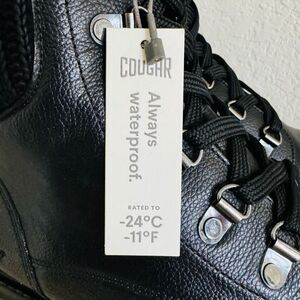 COUGAR
Always
waterproof.
RATED TO
-24°C
-11°F